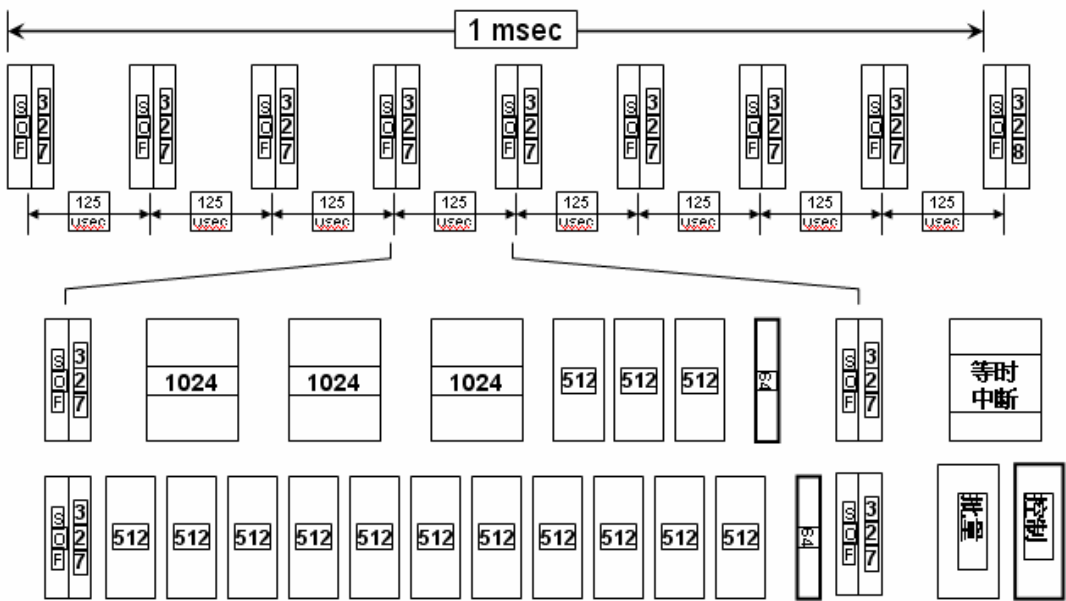 1 msec
SOF 327 SOF 327 SOF 327 SOF 327 SOF 327 SOF 327 SOF 327 SOF 327 SOF 328
125 usec 125 usec 125 usec 125 usec 125 usec 125 usec 125 usec 125 usec
SOF 327 1024 1024 1024 512 512 512 64 SOF 327 等时
中断
SOF 327 512 512 512 512 512 512 512 512 512 512 512 64 SOF 327 批量 控制